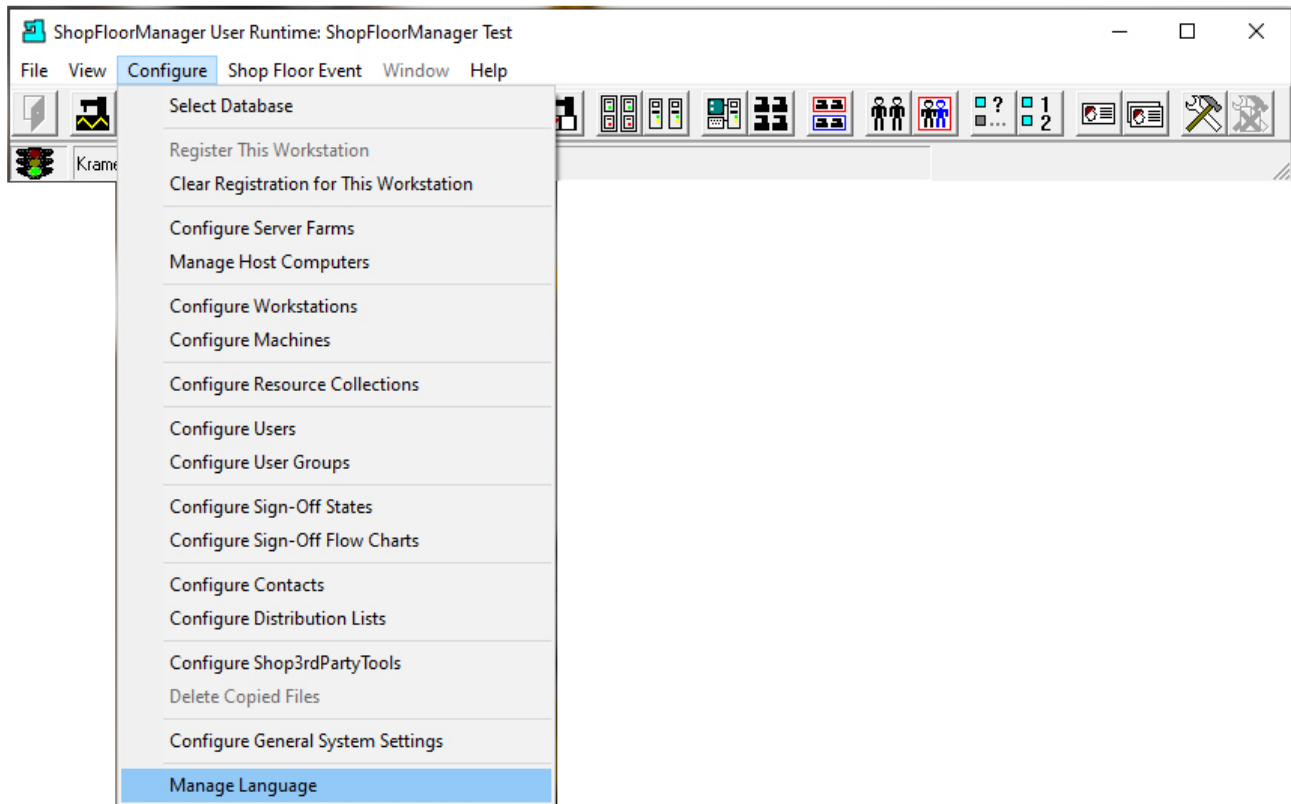 ShopFloorManager User Runtime: ShopFloorManager Test
File View Configure Shop Floor Event Window Help
Select Database
Register This Workstation
Clear Registration for This Workstation
Configure Server Farms
Manage Host Computers
Configure Workstations
Configure Machines
Configure Resource Collections
Configure Users
Configure User Groups
Configure Sign-Off States
Configure Sign-Off Flow Charts
Configure Contacts
Configure Distribution Lists
Configure Shop3rdPartyTools
Delete Copied Files
Configure General System Settings
Manage Language
? ... 1 2